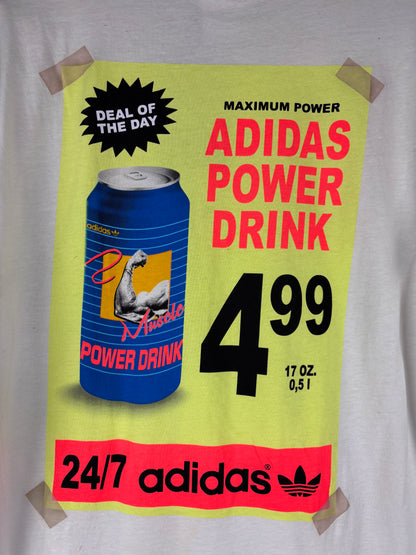 DEAL OF
THE DAY
MAXIMUM POWER
ADIDAS
POWER
DRINK
adidas
Muscle
POWER DRINK
4 99
17 OZ.
0,5 l
24/7 adidas®